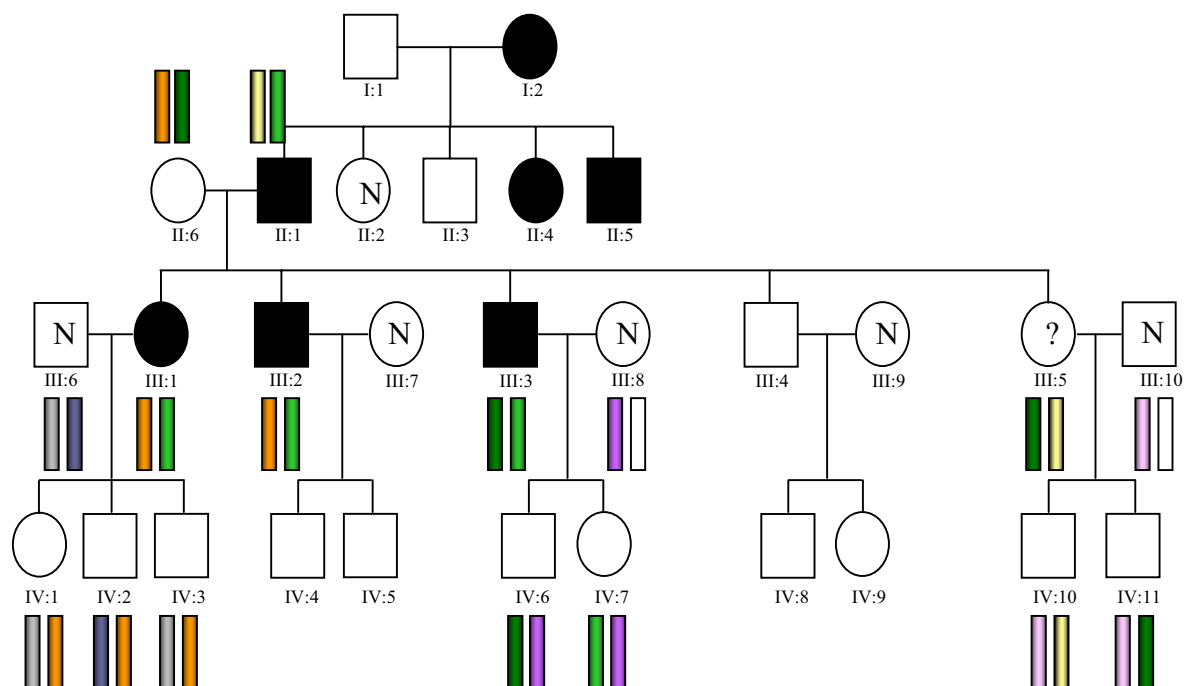 I:1 I:2
N
II:6 II:1 II:2 II:3 II:4 II:5
N N N N ? N
III:6 III:1 III:2 III:7 III:3 III:8 III:4 III:9 III:5 III:10
IV:1 IV:2 IV:3 IV:4 IV:5 IV:6 IV:7 IV:8 IV:9 IV:10 IV:11